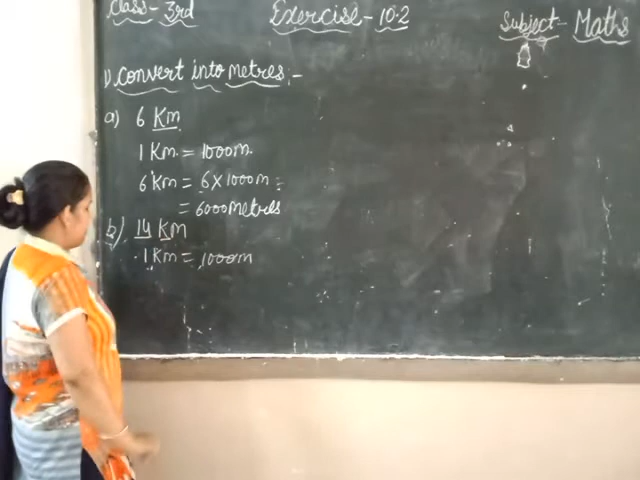 Class - 3rd Exercise - 10.2 Subject - Maths
1) Convert into metres :-
a) 6 Km
1 Km = 1000m
6 Km = 6 x 1000m =
= 6000 metres
b) 14 Km
1 Km = 1000m